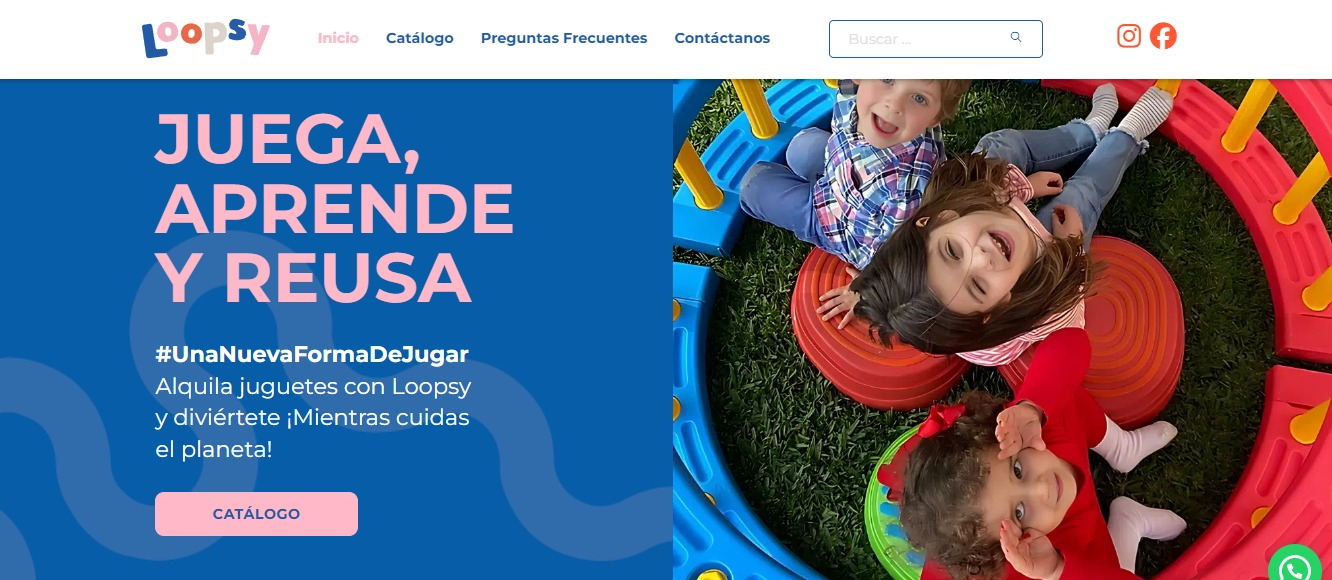 Loopsy
Inicio
Catálogo
Preguntas Frecuentes
Contáctanos
Buscar ...
JUEGA,
APRENDE
Y REUSA
#UnaNuevaFormaDeJugar
Alquila juguetes con Loopsy
y diviértete ¡Mientras cuidas
el planeta!
CATÁLOGO